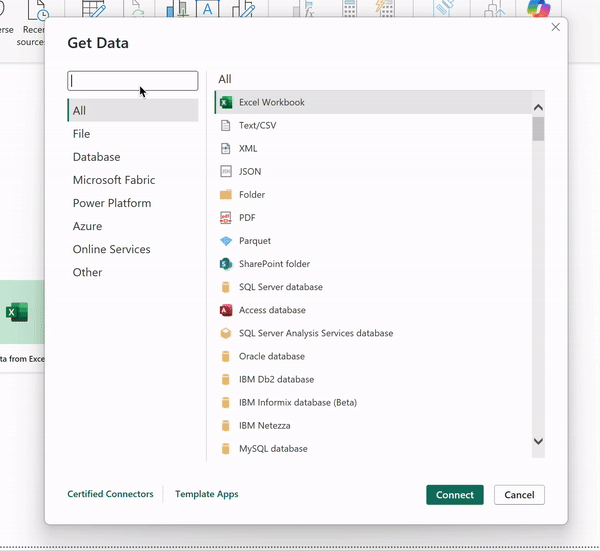 Get Data
All
File
Database
Microsoft Fabric
Power Platform
Azure
Online Services
Other
All
Excel Workbook
Text/CSV
XML
JSON
Folder
PDF
Parquet
SharePoint folder
SQL Server database
Access database
SQL Server Analysis Services database
Oracle database
IBM Db2 database
IBM Informix database (Beta)
IBM Netezza
MySQL database
Certified Connectors
Template Apps
Connect
Cancel
erse
Recen
sources
ta from Exce